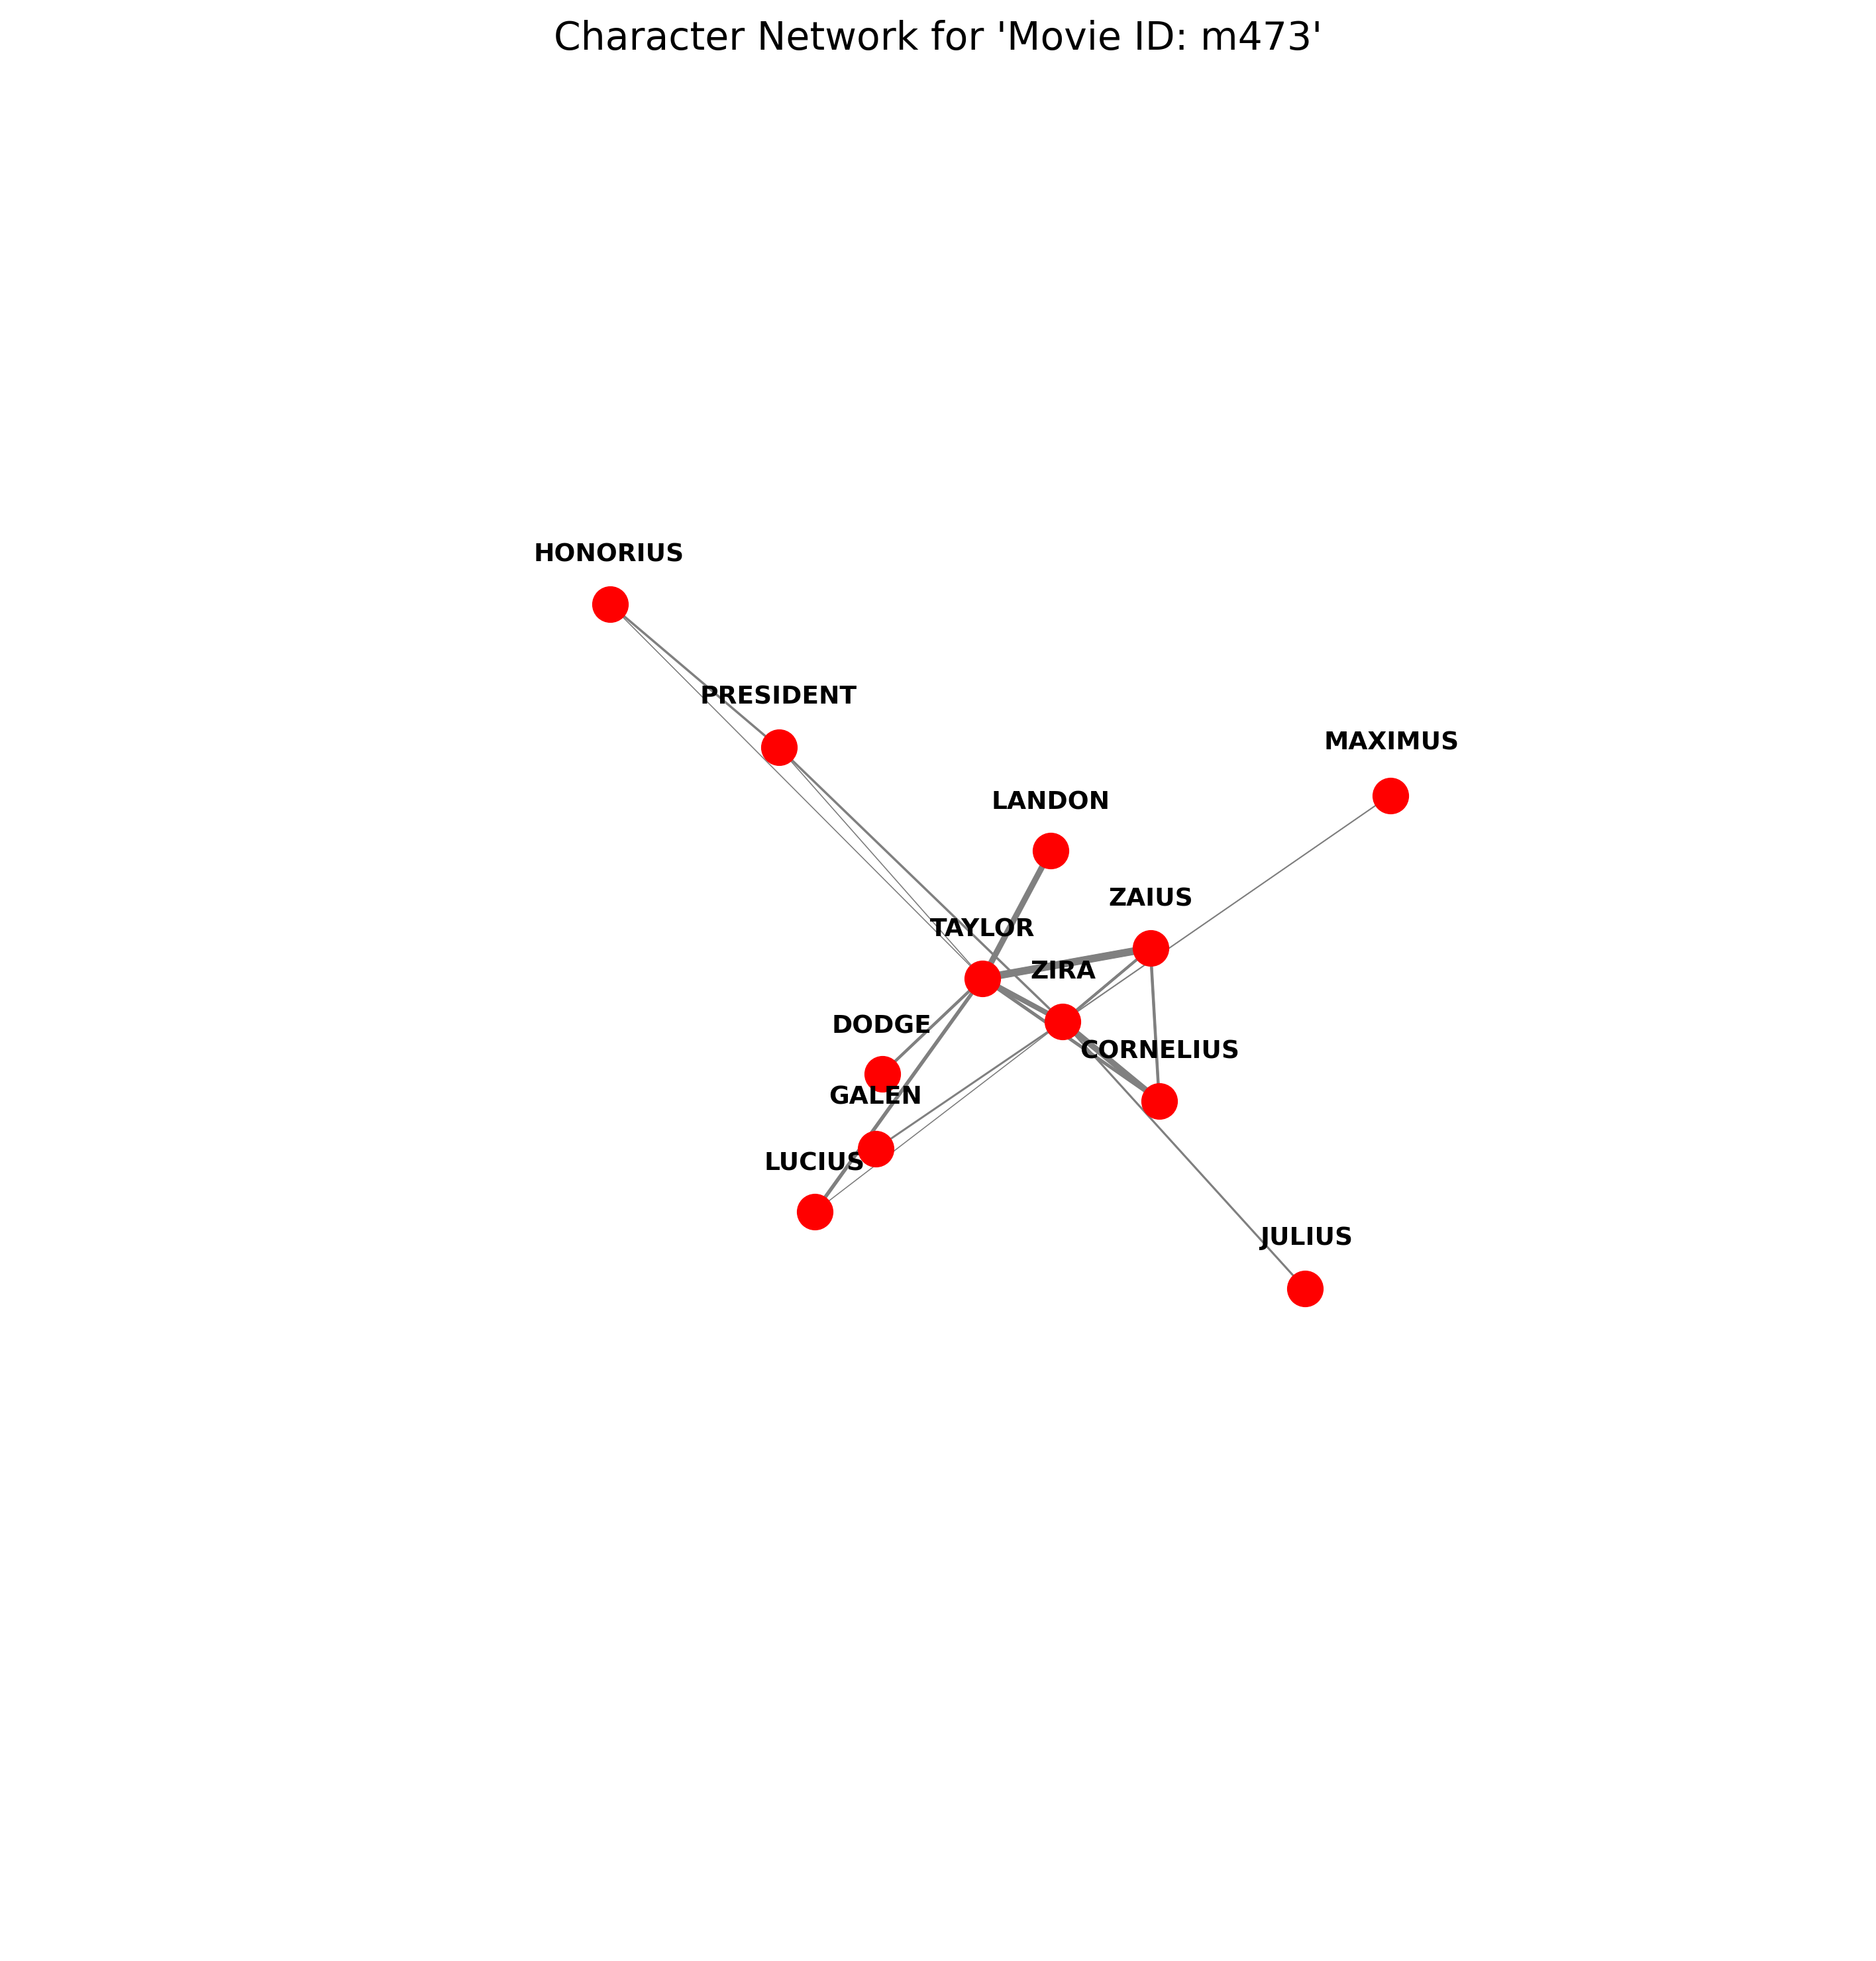 Character Network for 'Movie ID: m473'
HONORIUS
PRESIDENT
MAXIMUS
LANDON
ZAIUS
TAYLOR
ZIRA
DODGE
CORNELIUS
GALEN
LUCIUS
JULIUS